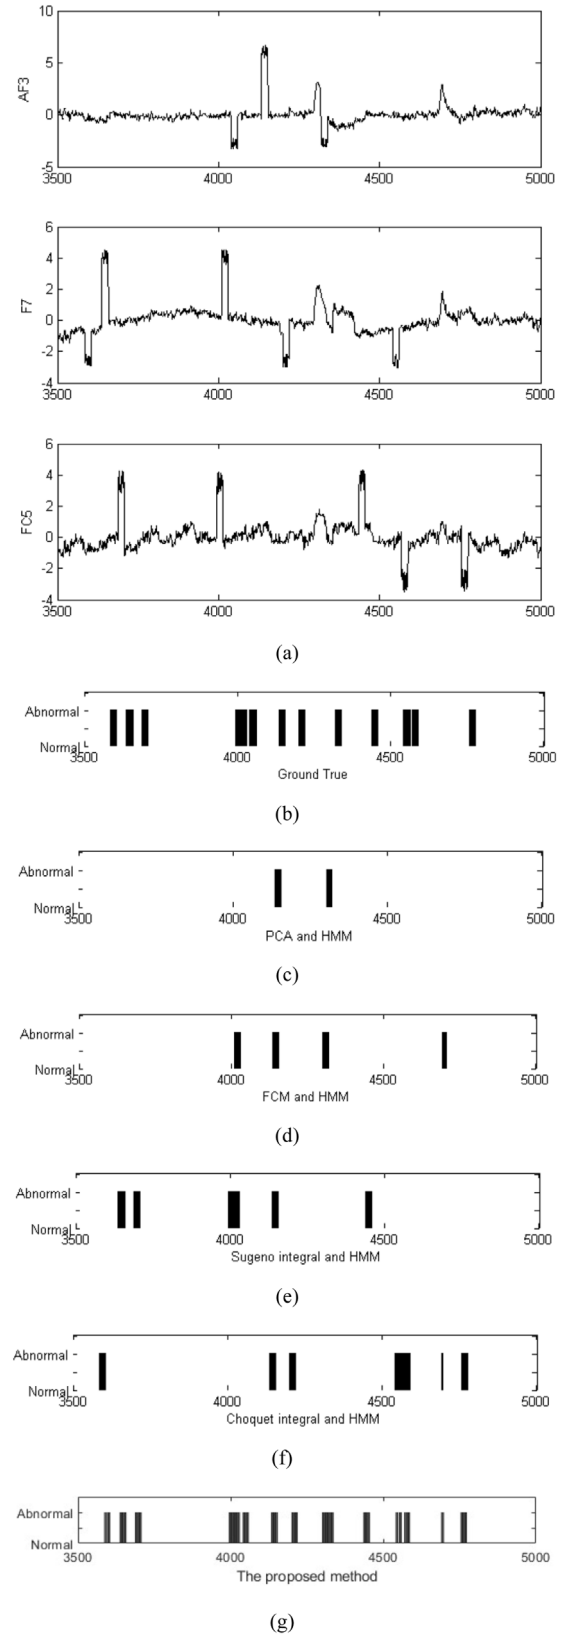 10
5
0
-5
AF3
3500 4000 4500 5000
6
4
2
0
-2
-4
F7
3500 4000 4500 5000
6
4
2
0
-2
-4
FC5
3500 4000 4500 5000
(a)
Abnormal
Normal
3500 4000 4500 5000
Ground True
(b)
Abnormal
Normal
3500 4000 4500 5000
PCA and HMM
(c)
Abnormal
Normal
3500 4000 4500 5000
FCM and HMM
(d)
Abnormal
Normal
3500 4000 4500 5000
Sugeno integral and HMM
(e)
Abnormal
Normal
3500 4000 4500 5000
Choquet integral and HMM
(f)
Abnormal
Normal
3500 4000 4500 5000
The proposed method
(g)